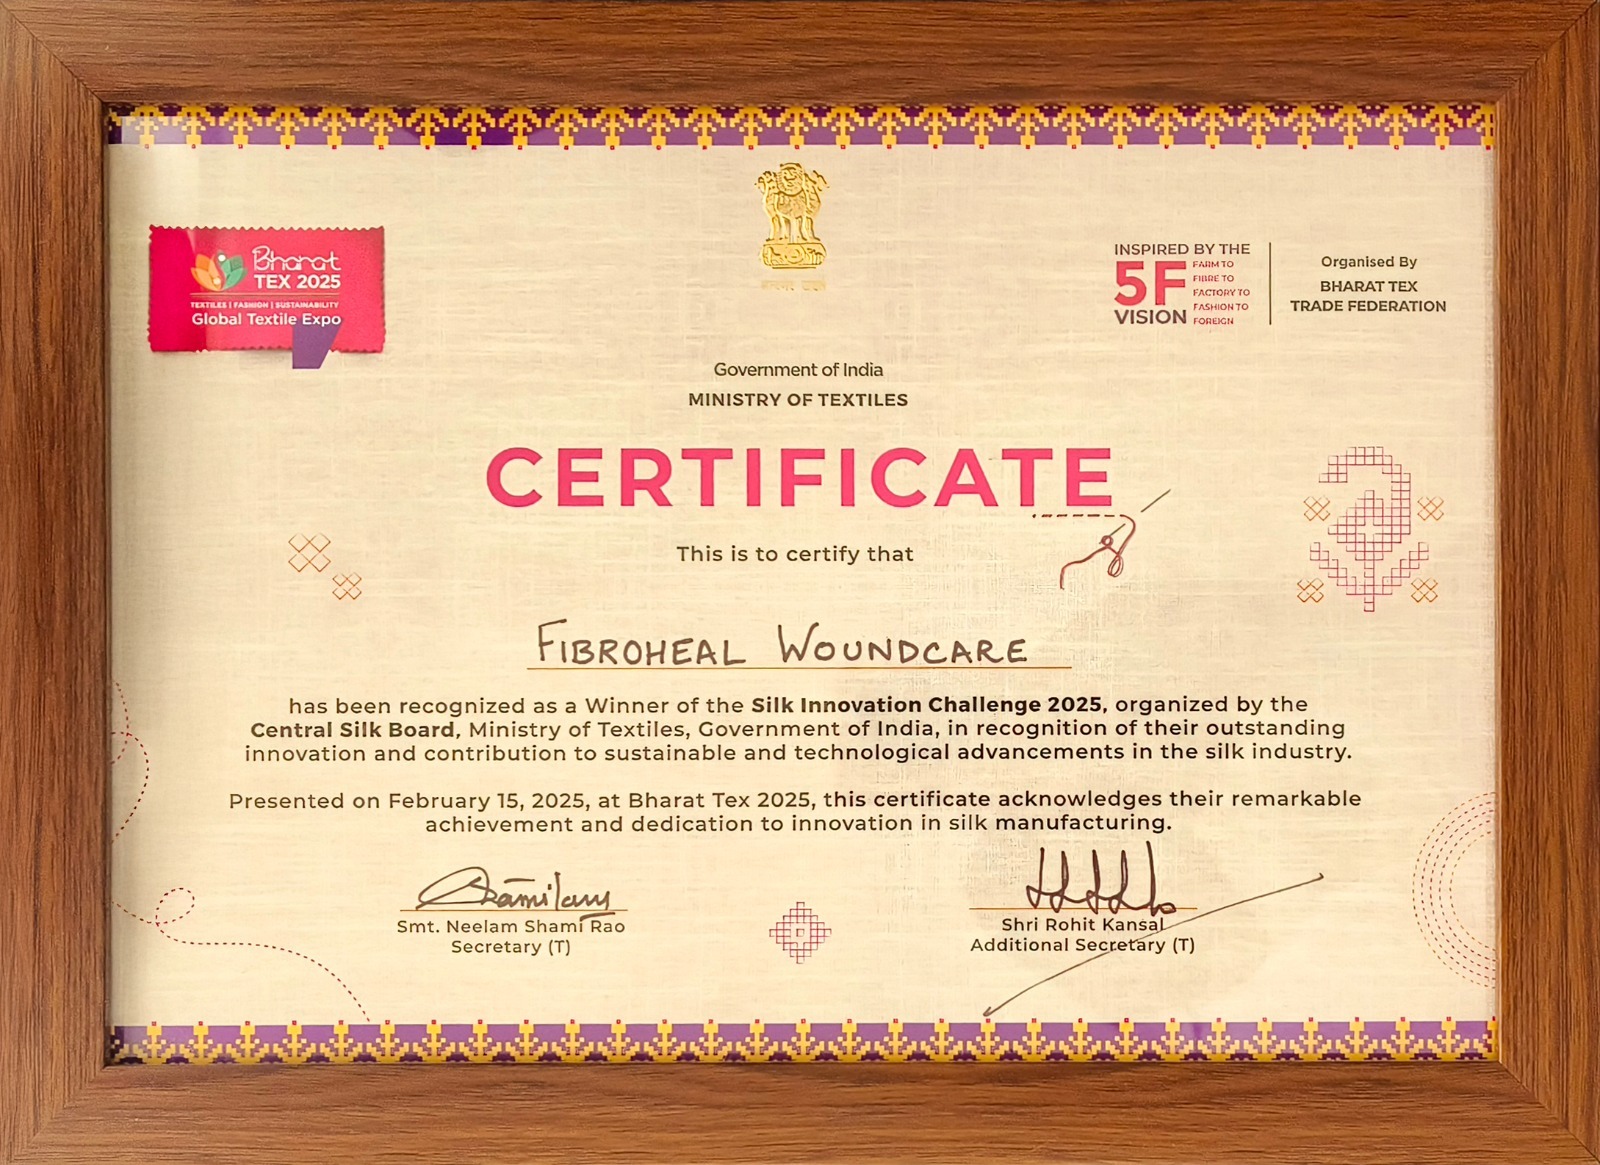 Bharat
TEX 2025
TEXTILES | FASHION | SUSTAINABILITY
Global Textile Expo
INSPIRED BY THE
5F
FARM TO
FIBRE TO
FACTORY TO
FASHION TO
FOREIGN
VISION
Organised By
BHARAT TEX
TRADE FEDERATION
Government of India
MINISTRY OF TEXTILES
CERTIFICATE
This is to certify that
FIBROHEAL WOUNDCARE
has been recognized as a Winner of the Silk Innovation Challenge 2025, organized by the
Central Silk Board, Ministry of Textiles, Government of India, in recognition of their outstanding
innovation and contribution to sustainable and technological advancements in the silk industry.
Presented on February 15, 2025, at Bharat Tex 2025, this certificate acknowledges their remarkable
achievement and dedication to innovation in silk manufacturing.
Smt. Neelam Shami Rao
Secretary (T)
Shri Rohit Kansal
Additional Secretary (T)